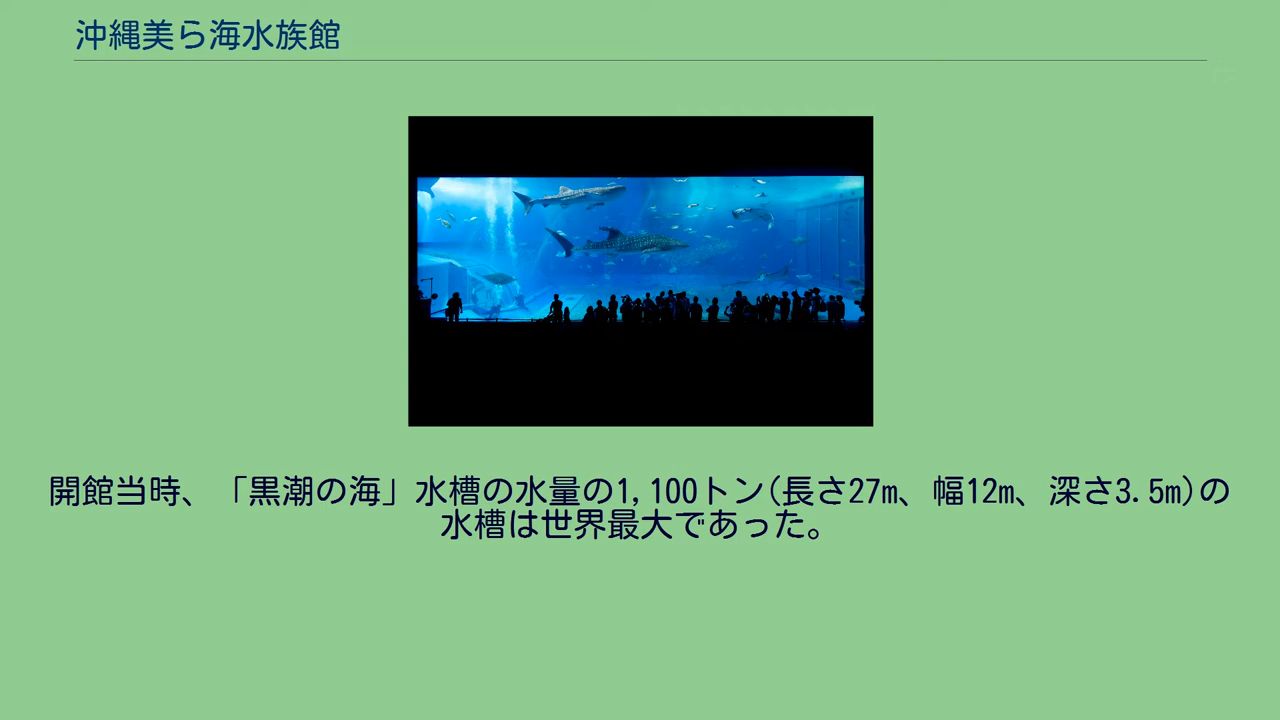 沖縄美ら海水族館
開館当時、「黒潮の海」水槽の水量の1,100トン(長さ27m、幅12m、深さ3.5m)の
水槽は世界最大であった。